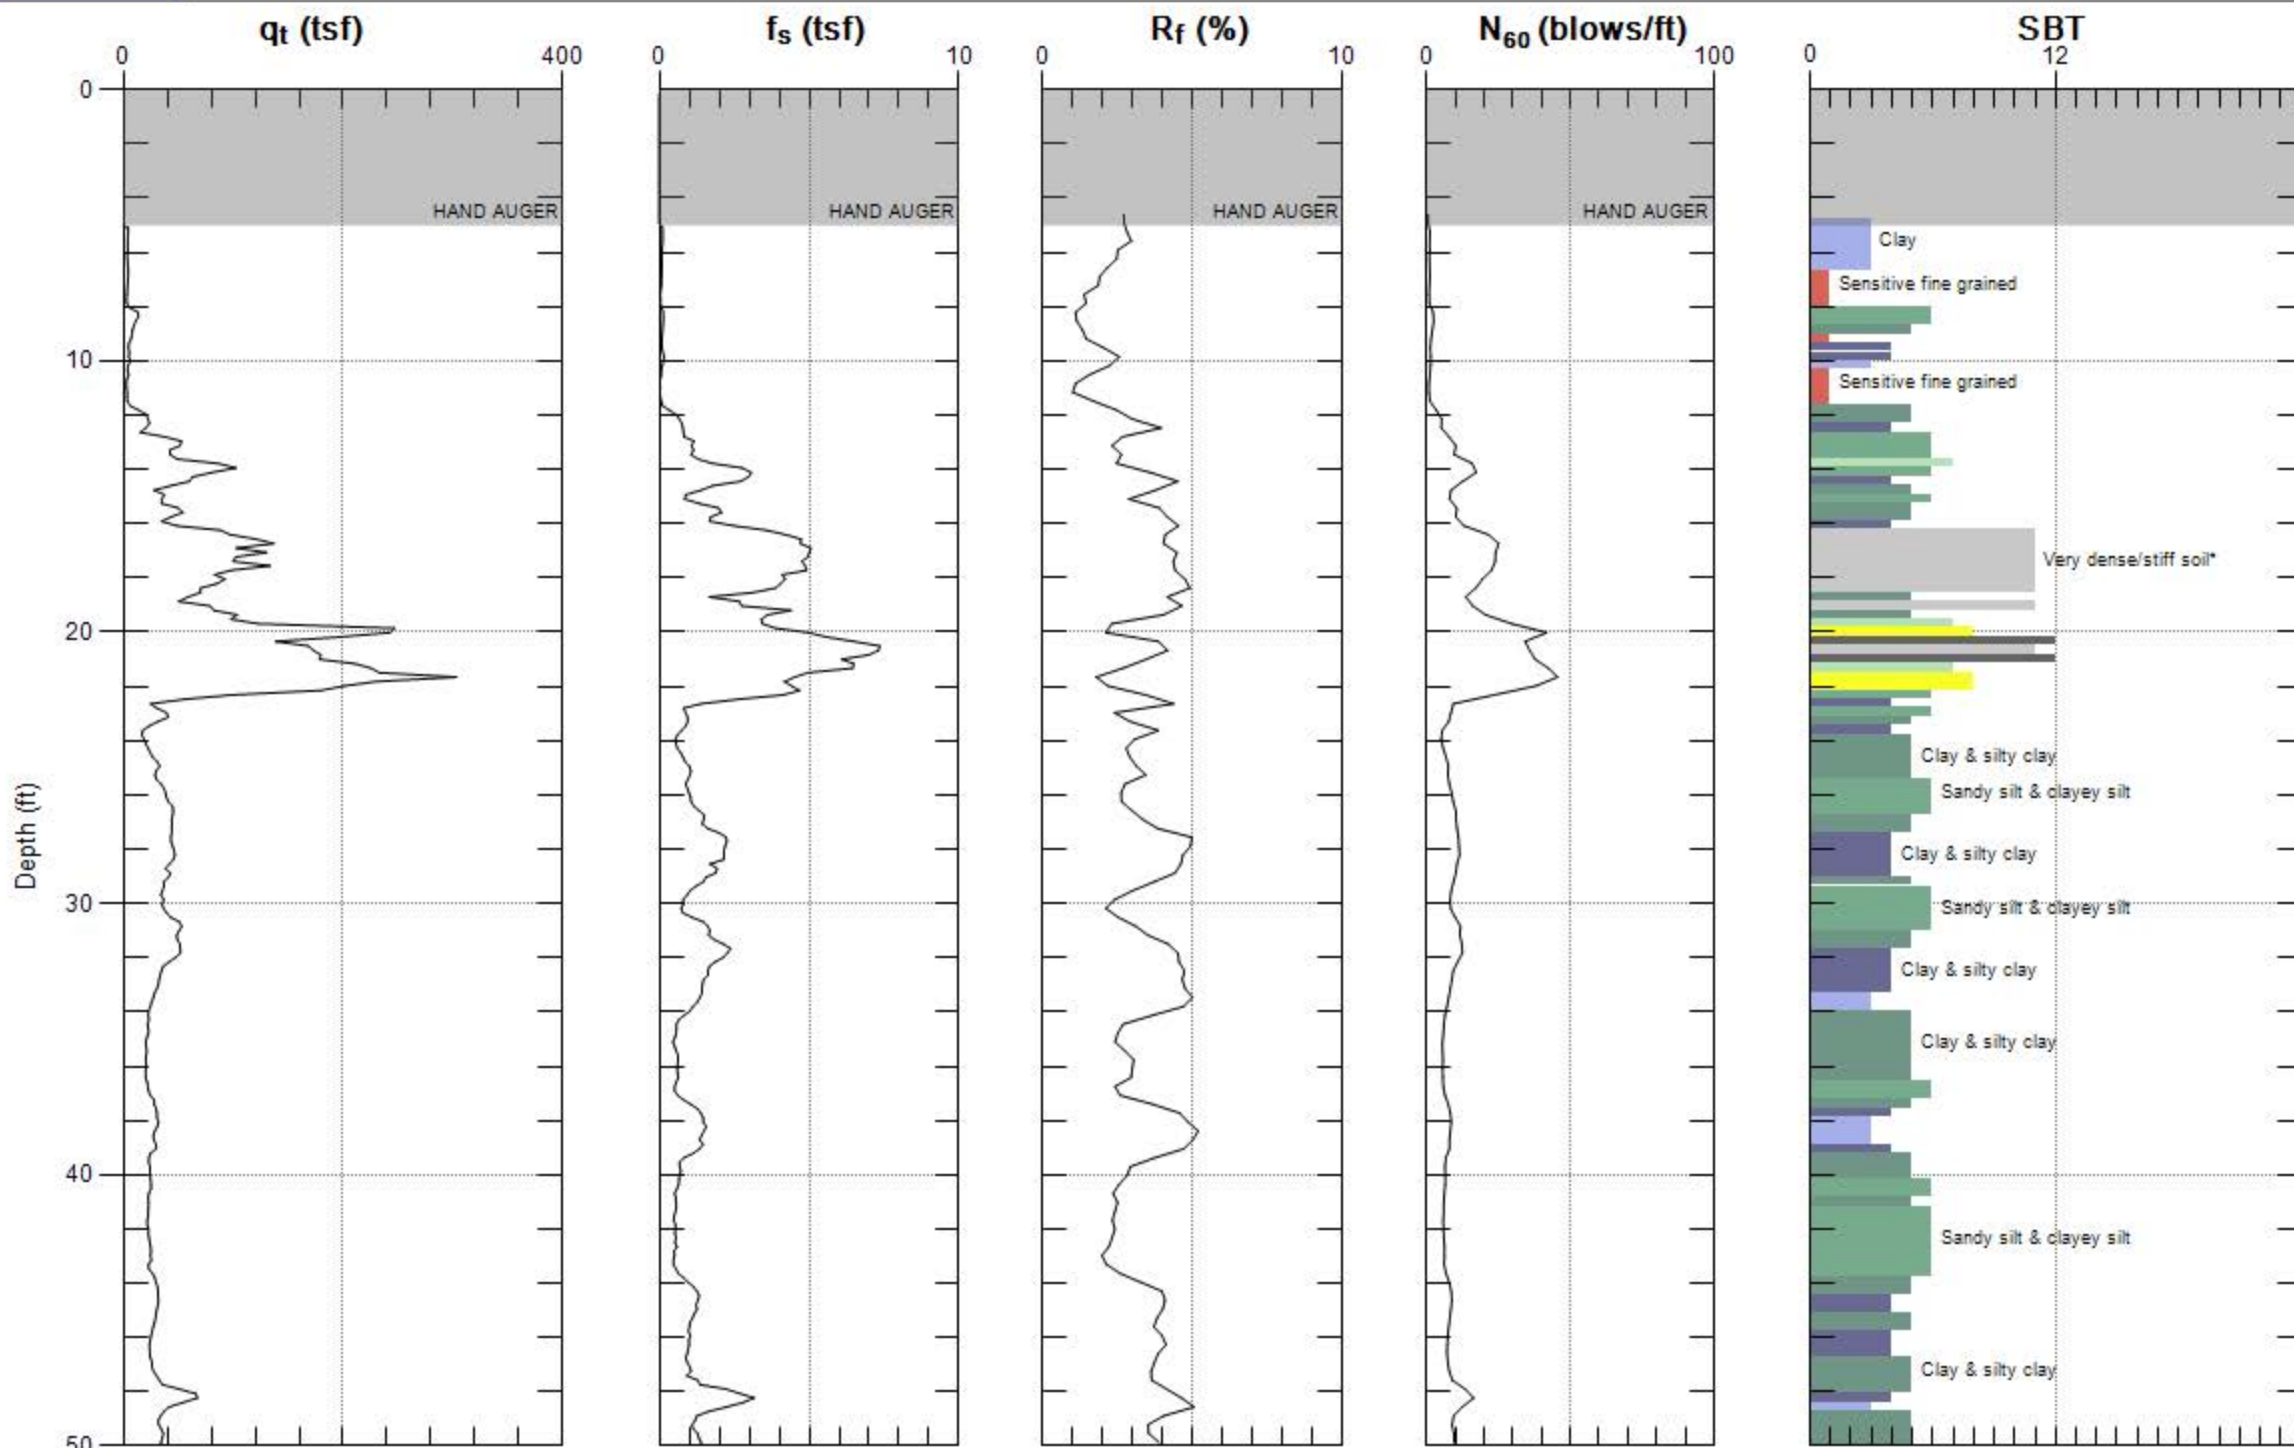 qt (tsf)
fs (tsf)
Rf (%)
N60 (blows/ft)
SBT
0
400
0
10
0
10
0
100
0
12
0
HAND AUGER
HAND AUGER
HAND AUGER
HAND AUGER
Clay
Sensitive fine grained
10
Sensitive fine grained
Very dense/stiff soil*
20
Clay & silty clay
Sandy silt & clayey silt
Depth (ft)
Clay & silty clay
30
Sandy silt & clayey silt
Clay & silty clay
Clay & silty clay
40
Sandy silt & clayey silt
Clay & silty clay
50